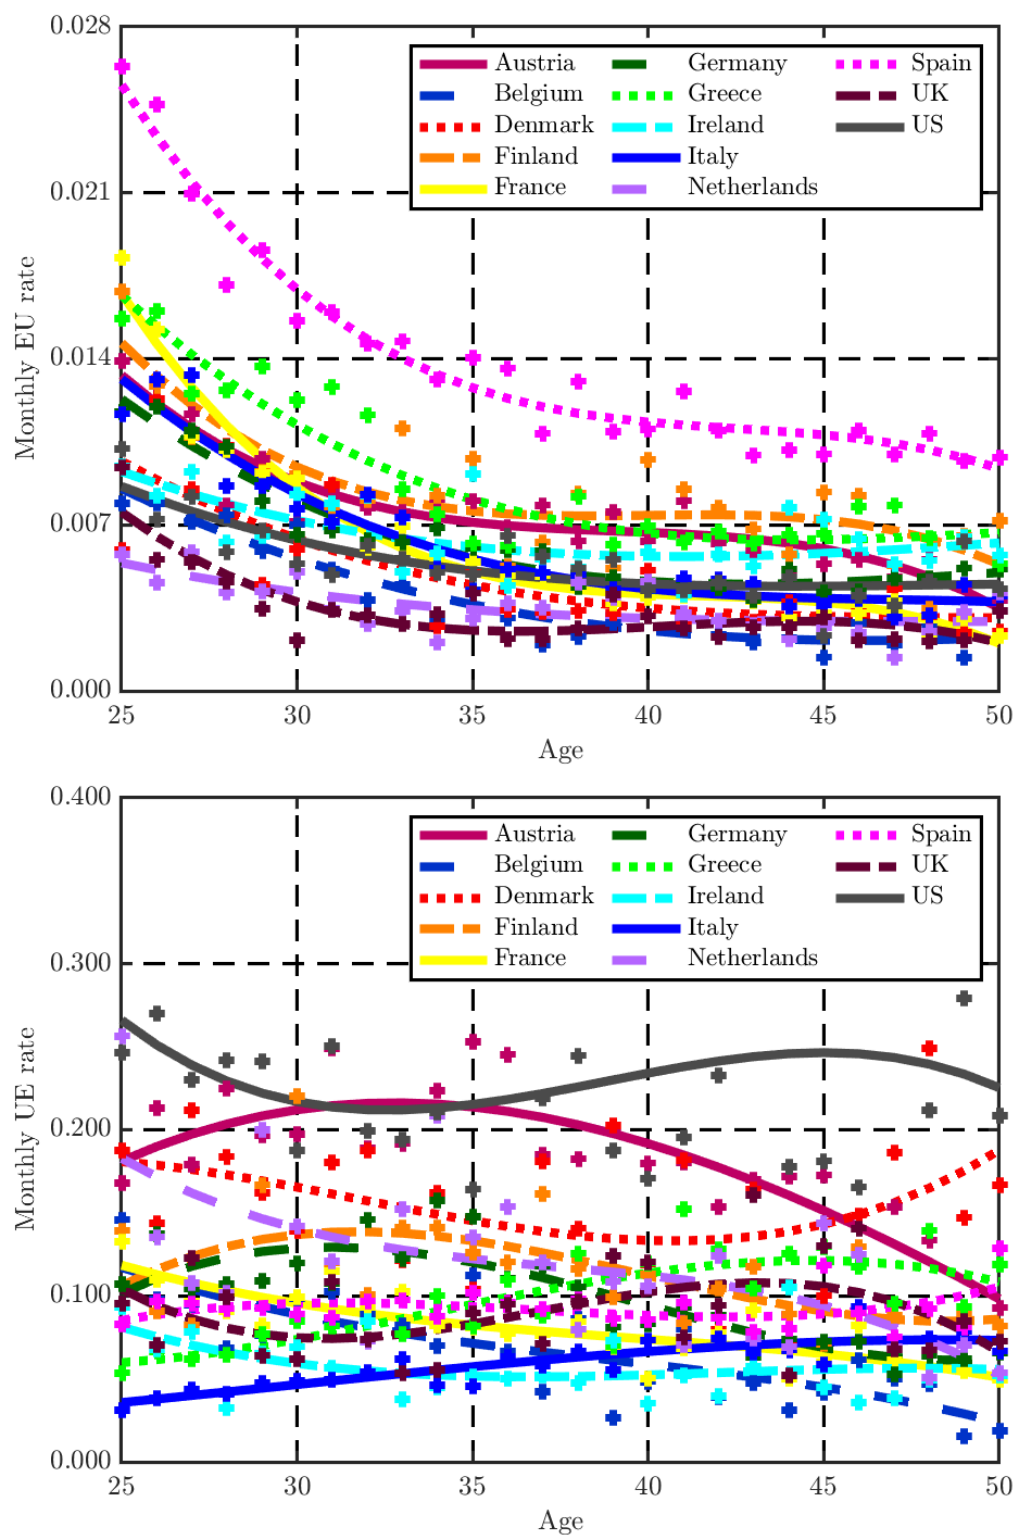 0.028
0.021
0.014
0.007
0.000
Monthly EU rate
Austria
Belgium
Denmark
Finland
France
Germany
Greece
Ireland
Italy
Netherlands
Spain
UK
US
25 30 35 40 45 50
Age
0.400
0.300
0.200
0.100
0.000
Monthly UE rate
Austria
Belgium
Denmark
Finland
France
Germany
Greece
Ireland
Italy
Netherlands
Spain
UK
US
25 30 35 40 45 50
Age